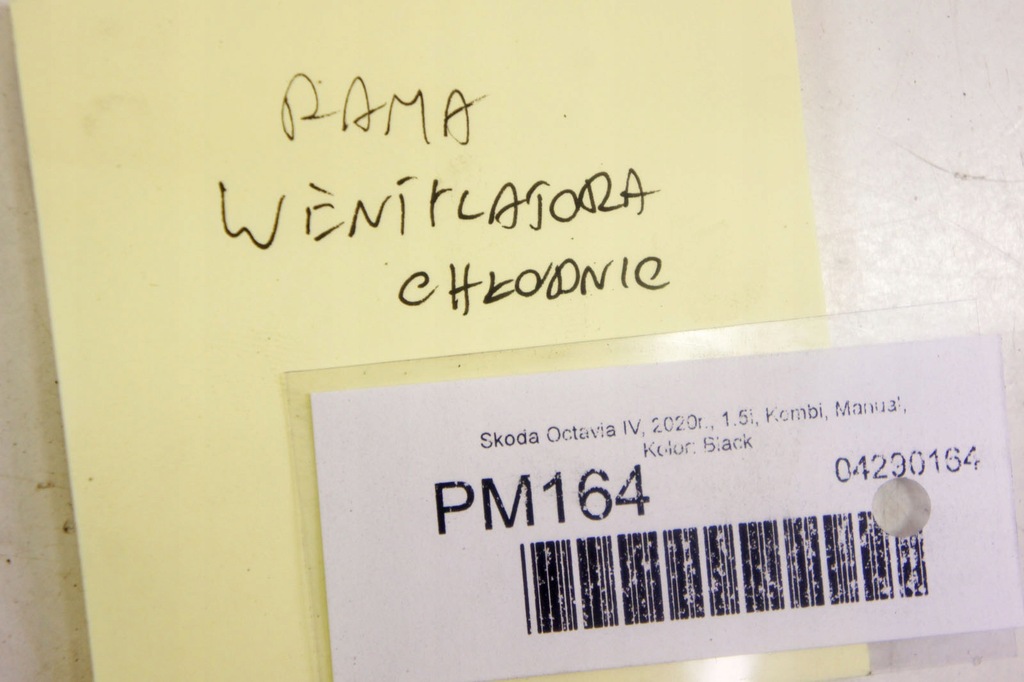 RAMA
WENTYLATORA
CHŁODNIC
Skoda Octavia IV, 2020r., 1.5i, Kombi, Manual,
Kolor: Black
PM164
04290164